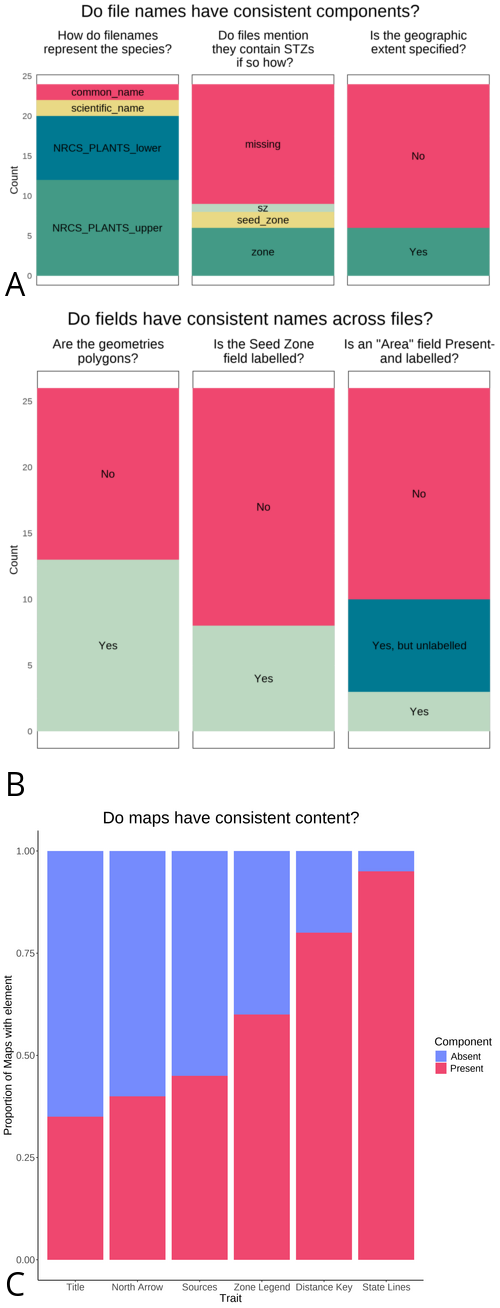 Do file names have consistent components?
How do filenames
represent the species?
Do files mention
they contain STZs
if so how?
Is the geographic
extent specified?
25
20
15
10
5
0
Count
common_name
scientific_name
NRCS_PLANTS_lower
NRCS_PLANTS_upper
missing
sz
seed_zone
zone
No
Yes
A
Do fields have consistent names across files?
Are the geometries
polygons?
Is the Seed Zone
field labelled?
Is an "Area" field Present-
and labelled?
25
20
15
10
5
0
Count
No
Yes
No
Yes
No
Yes, but unlabelled
Yes
B
Do maps have consistent content?
1.00
0.75
0.50
0.25
0.00
Proportion of Maps with element
Component
Absent
Present
Title
North Arrow
Sources
Zone Legend
Distance Key
State Lines
Trait
C